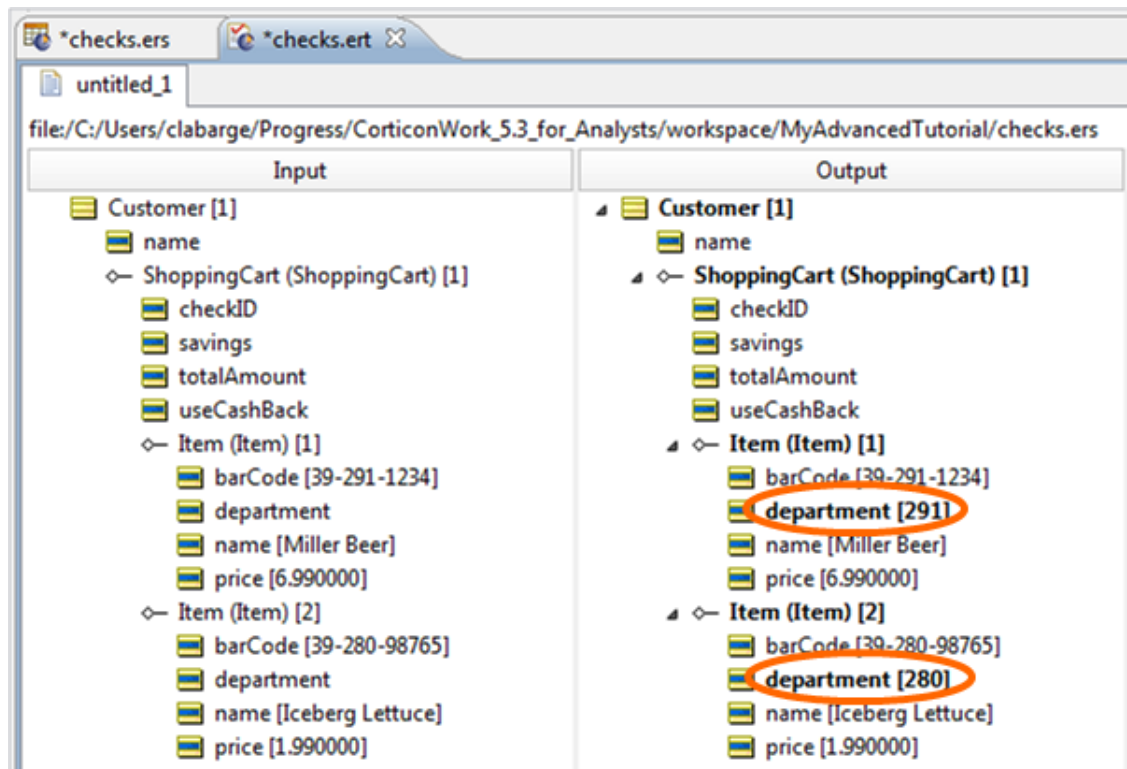 *checks.ers
*checks.ert
untitled_1
file:/C:/Users/clabarge/Progress/CorticonWork_5.3_for_Analysts/workspace/MyAdvancedTutorial/checks.ers
Input
Customer [1]
name
ShoppingCart (ShoppingCart) [1]
checkID
savings
totalAmount
useCashBack
Item (Item) [1]
barCode [39-291-1234]
department
name [Miller Beer]
price [6.990000]
Item (Item) [2]
barCode [39-280-98765]
department
name [Iceberg Lettuce]
price [1.990000]
Output
Customer [1]
name
ShoppingCart (ShoppingCart) [1]
checkID
savings
totalAmount
useCashBack
Item (Item) [1]
barCode [39-291-1234]
department [291]
name [Miller Beer]
price [6.990000]
Item (Item) [2]
barCode [39-280-98765]
department [280]
name [Iceberg Lettuce]
price [1.990000]